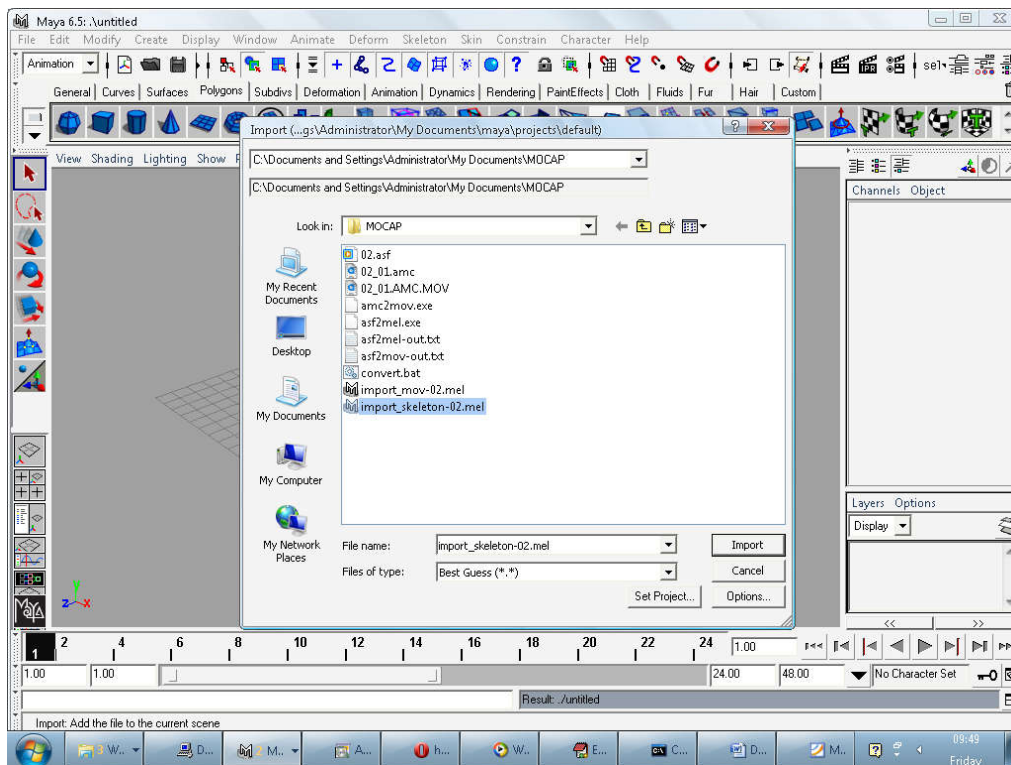 Maya 6.5: .\untitled
File Edit Modify Create Display Window Animate Deform Skeleton Skin Constrain Character Help
Animation
sel
General Curves Surfaces Polygons Subdivs Deformation Animation Dynamics Rendering PaintEffects Cloth Fluids Fur Hair Custom
Import (...gs\Administrator\My Documents\maya\projects\default)
View Shading Lighting Show
C:\Documents and Settings\Administrator\My Documents\MOCAP
C:\Documents and Settings\Administrator\My Documents\MOCAP
Channels Object
Look in:
MOCAP
My Recent Documents
Desktop
My Documents
My Computer
My Network Places
02.asf
02_01.amc
02_01.AMC.MOV
amc2mov.exe
asf2mel.exe
asf2mel-out.txt
asf2mov-out.txt
convert.bat
import_mov-02.mel
import_skeleton-02.mel
File name:
import_skeleton-02.mel
Import
Files of type:
Best Guess (*.*)
Cancel
Set Project...
Options...
Layers Options
Display
<< >>
y
z x
MAYA
1 2 4 6 8 10 12 14 16 18 20 22 24
1.00
1.00 1.00 24.00 48.00
No Character Set
Result: ./untitled
Import: Add the file to the current scene
3 W.. D... 2 M.. A... h... W.. E... C... D... M..
09:49
Friday